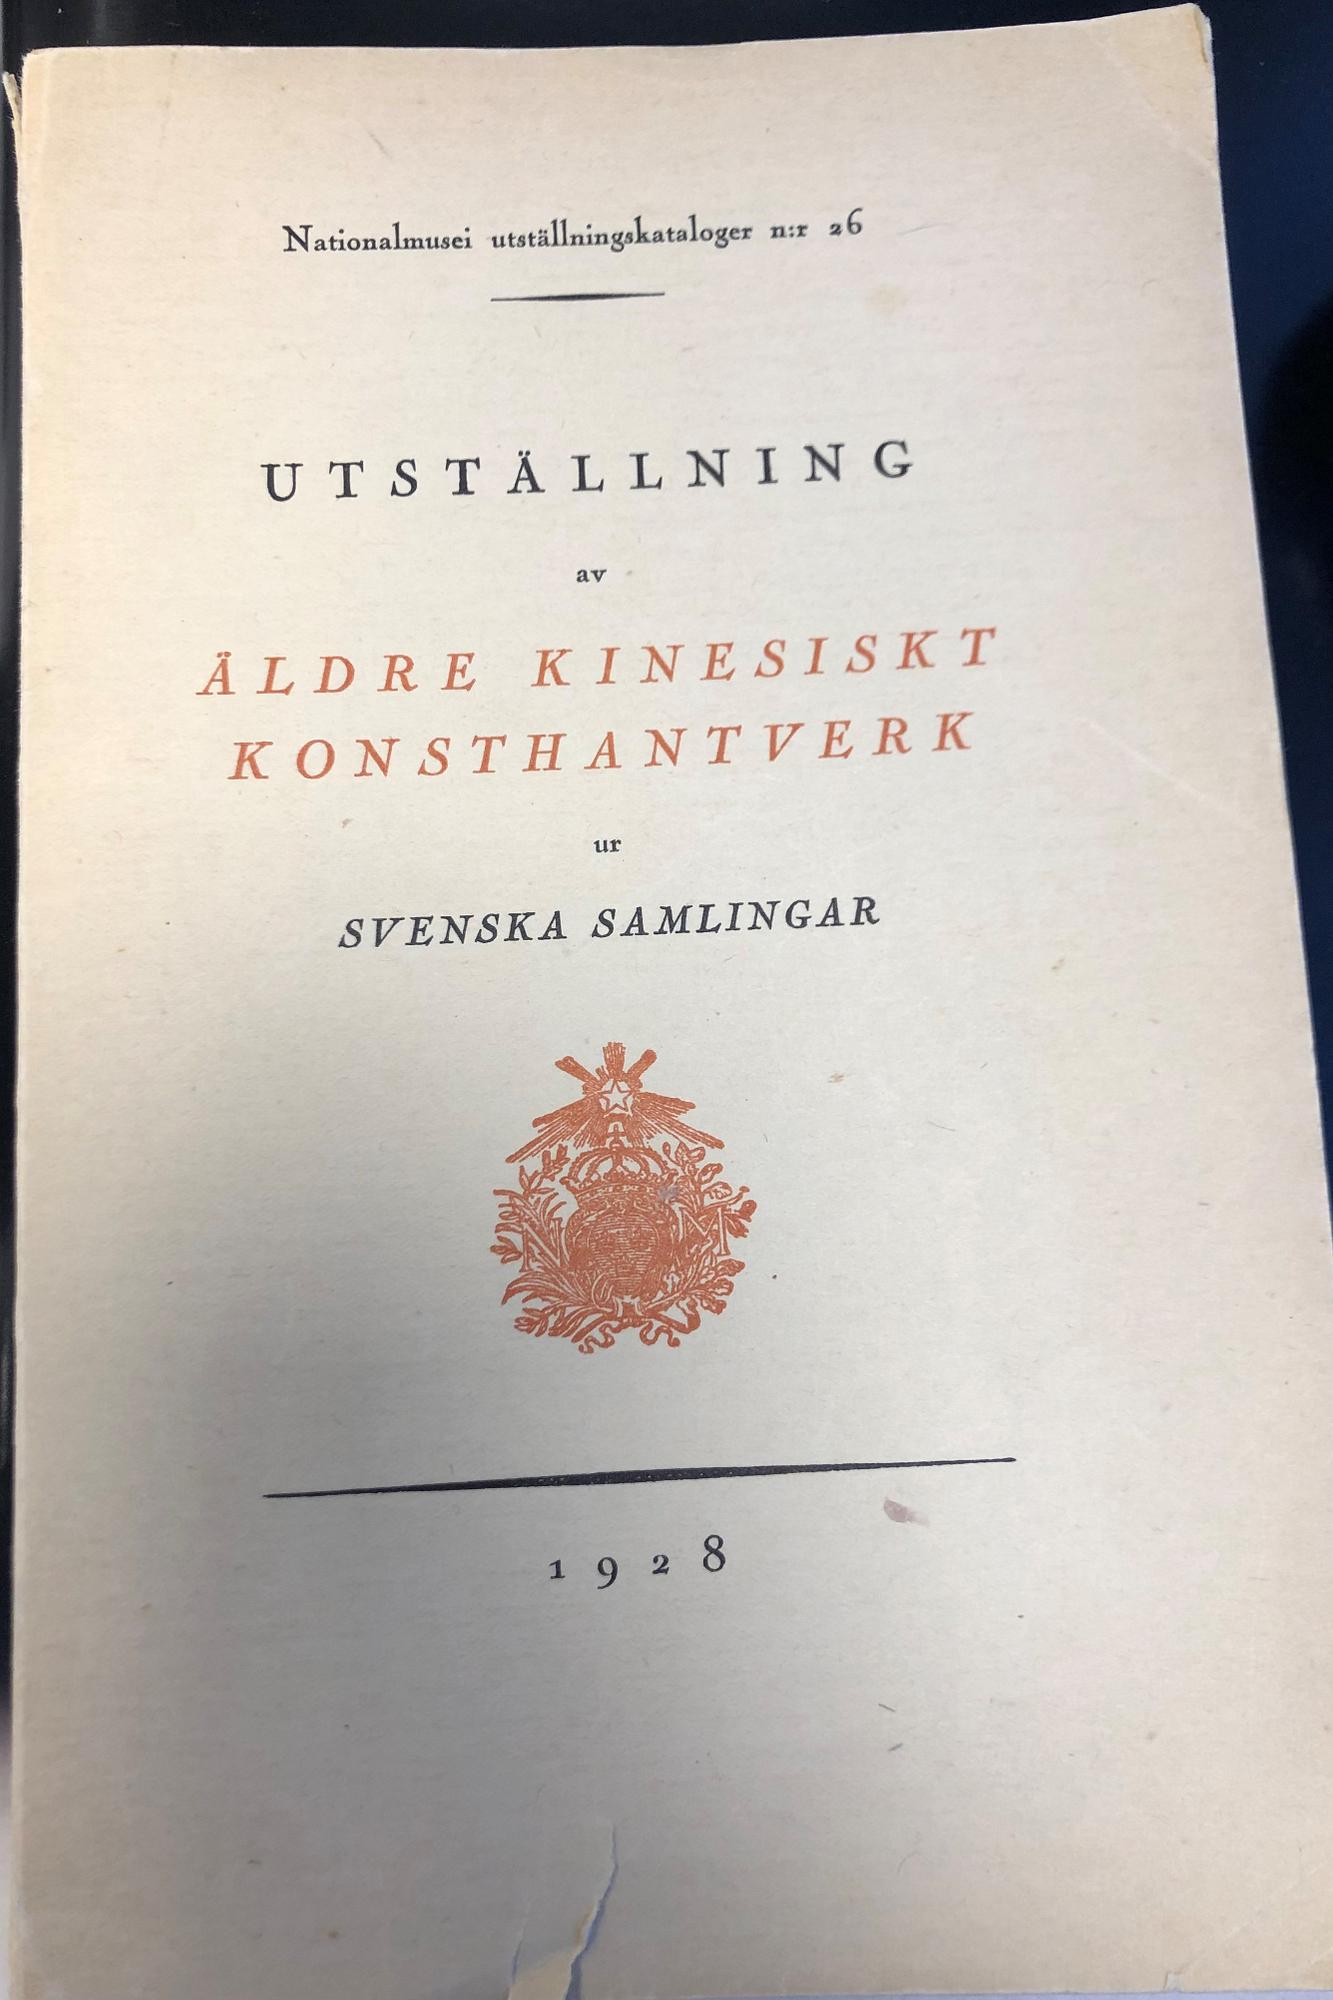 Nationalmusei utställningskataloger n:r 26
UTSTÄLLNING
av
ÄLDRE KINESISKT
KONSTHANTVERK
ur
SVENSKA SAMLINGAR
N M
1928